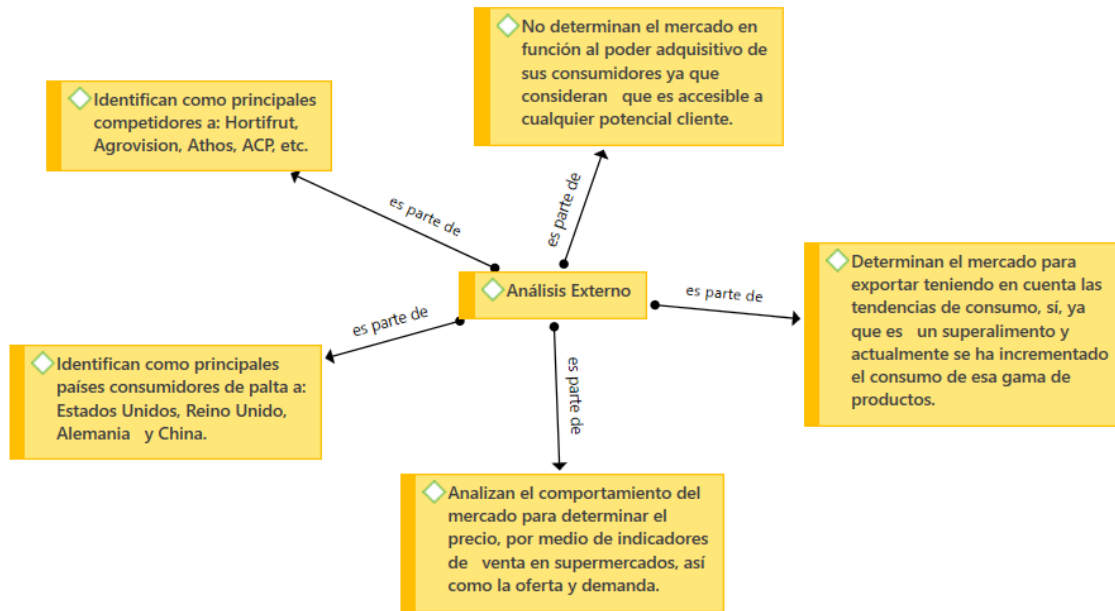 No determinan el mercado en
función al poder adquisitivo de
sus consumidores ya que
consideran que es accesible a
cualquier potencial cliente.
Identifican como principales
competidores a: Hortifrut,
Agrovision, Athos, ACP, etc.
es parte de
es parte de
Análisis Externo
es parte de
Determinan el mercado para
exportar teniendo en cuenta las
tendencias de consumo, sí, ya
que es un superalimento y
actualmente se ha incrementado
el consumo de esa gama de
productos.
es parte de
Identifican como principales
países consumidores de palta a:
Estados Unidos, Reino Unido,
Alemania y China.
es parte de
Analizan el comportamiento del
mercado para determinar el
precio, por medio de indicadores
de venta en supermercados, así
como la oferta y demanda.